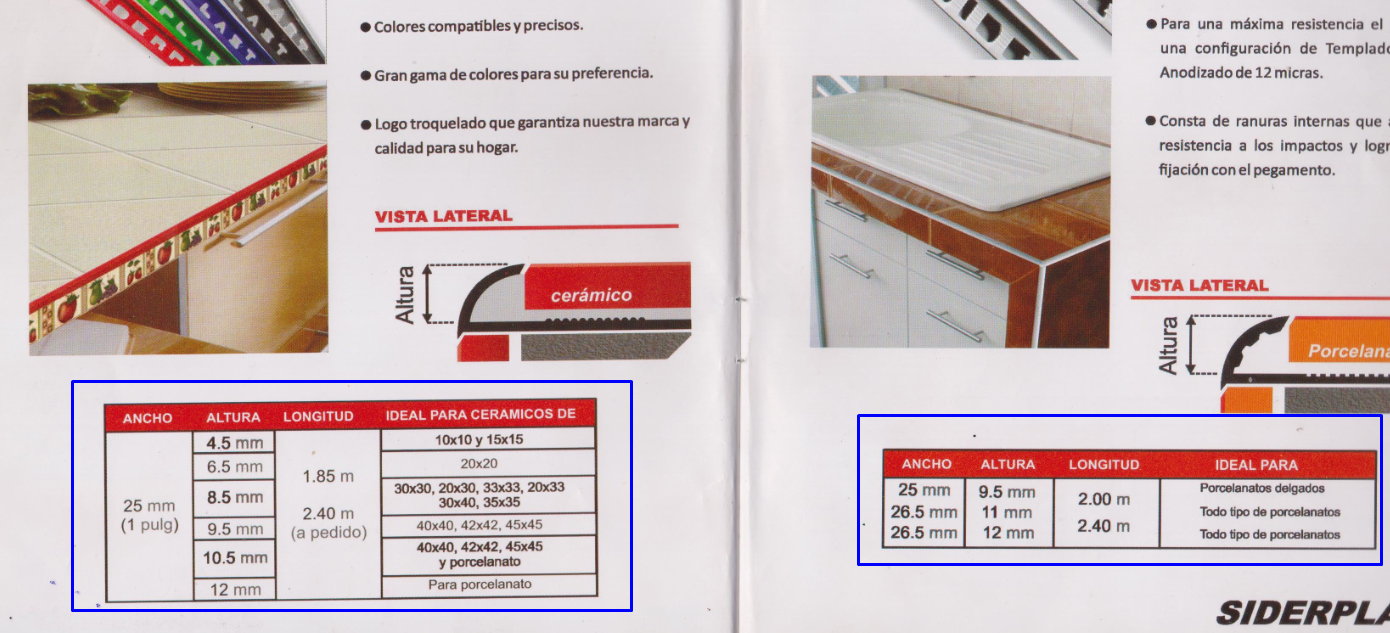 Colores compatibles y precisos.
Gran gama de colores para su preferencia.
Logo troquelado que garantiza nuestra marca y
calidad para su hogar.
VISTA LATERAL
Altura
cerámico
ANCHO ALTURA LONGITUD IDEAL PARA CERAMICOS DE
4.5 mm 10x10 y 15x15
6.5 mm 20x20
8.5 mm 30x30, 20x30, 33x33, 20x33
30x40, 35x35
9.5 mm 40x40, 42x42, 45x45
10.5 mm 40x40, 42x42, 45x45
y porcelanato
12 mm Para porcelanato
25 mm
(1 pulg)
1.85 m
2.40 m
(a pedido)
Para una máxima resistencia el
una configuración de Templado
Anodizado de 12 micras.
Consta de ranuras internas que
resistencia a los impactos y logr
fijación con el pegamento.
VISTA LATERAL
Altura
Porcelana
ANCHO ALTURA LONGITUD IDEAL PARA
25 mm 9.5 mm Porcelanatos delgados
26.5 mm 11 mm Todo tipo de porcelanatos
26.5 mm 12 mm Todo tipo de porcelanatos
2.00 m
2.40 m
SIDERPLA